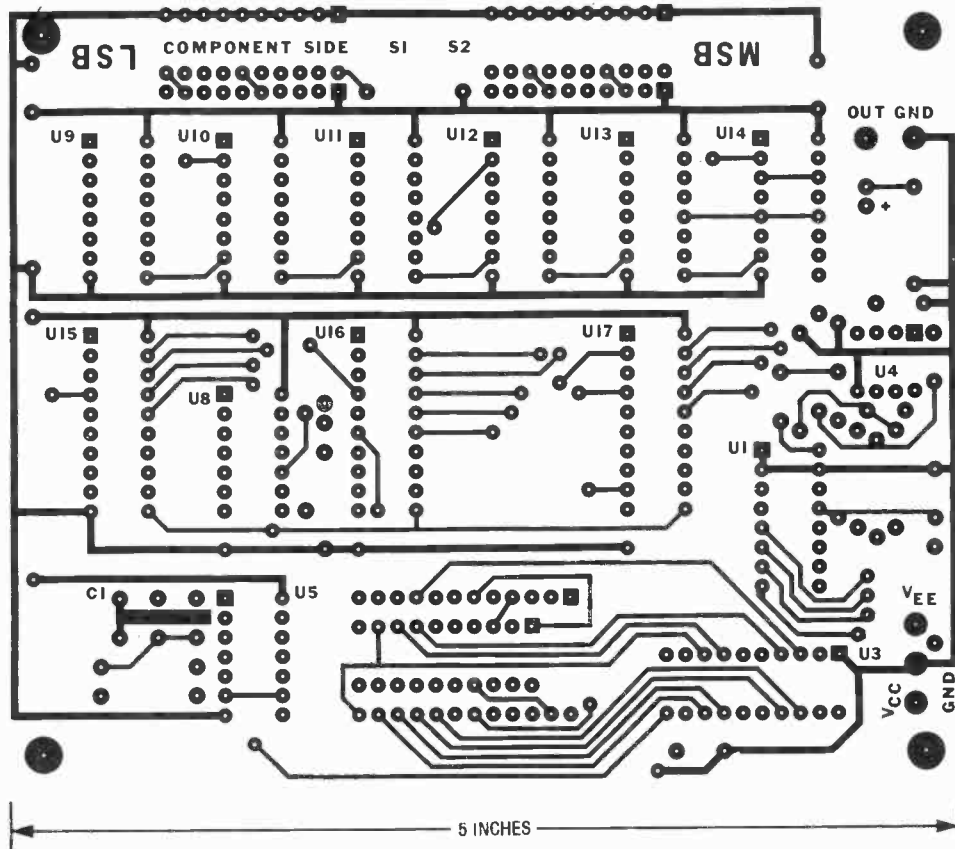 LSB COMPONENT SIDE S1 S2 MSB
OUT GND
U9 U10 U11 U12 U13 U14
+
U15 U16 U17
U4
U8
U1
C1 U5
VEE
U3
VCC GND
5 INCHES